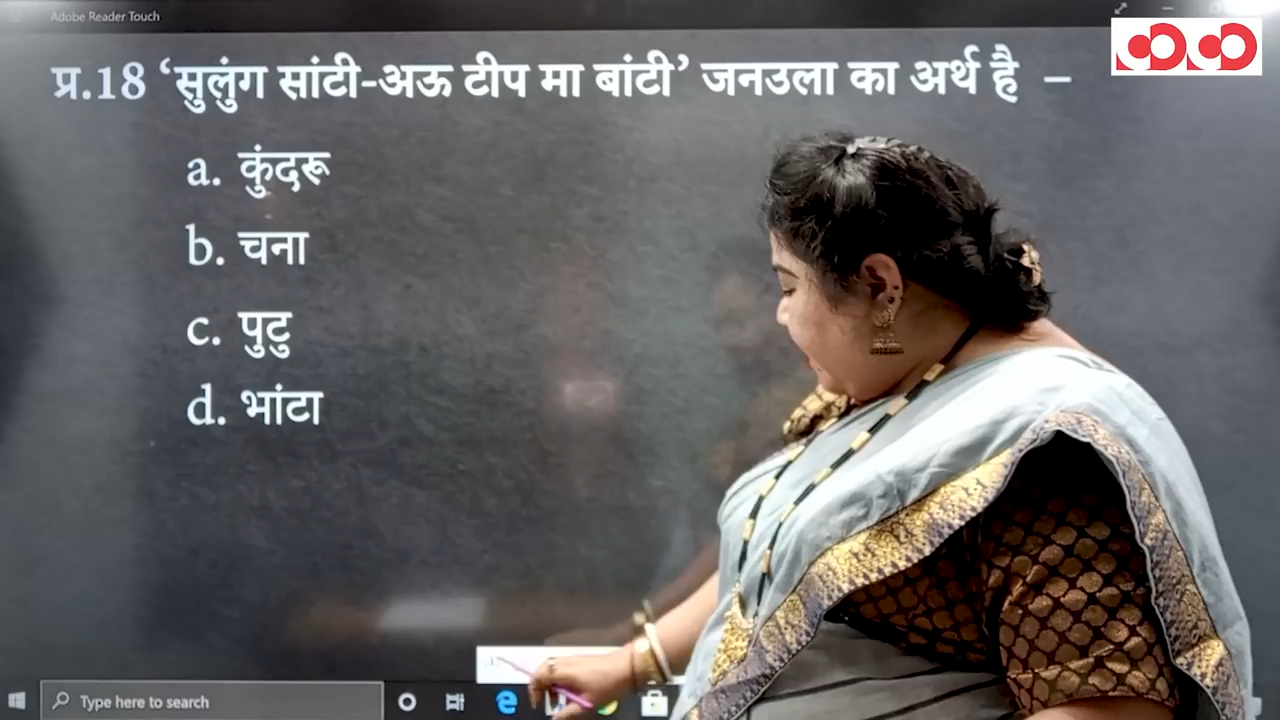 Adobe Reader Touch
प्र.18 ‘सुलुंग सांटी-अऊ टीप मा बांटी’ जनउला का अर्थ है –
a. कुंदरू
b. चना
c. पुटु
d. भांटा
Type here to search